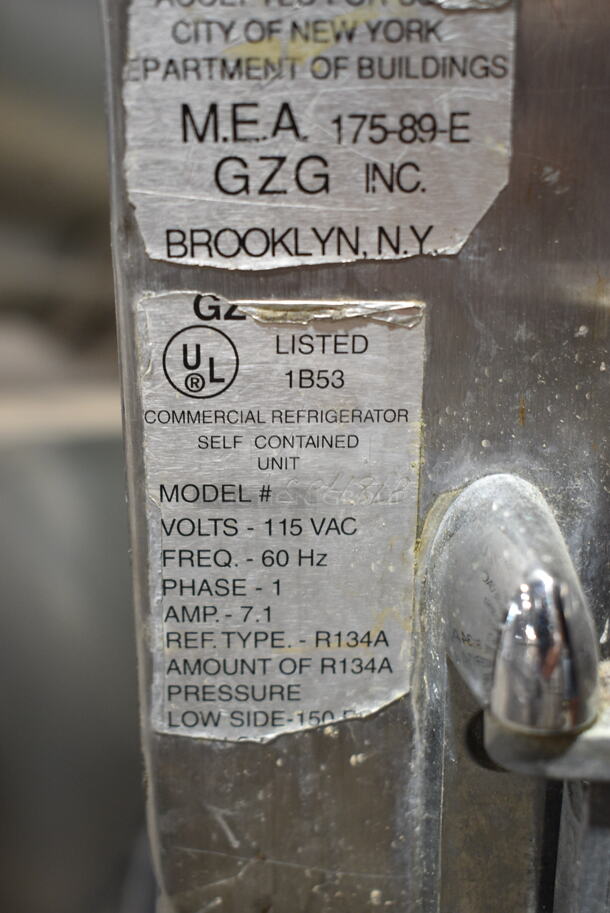 CITY OF NEW YORK
EPARTMENT OF BUILDINGS
M.E.A. 175-89-E
GZG INC.
BROOKLYN, N.Y.
GZ
UL ® LISTED
1B53
COMMERCIAL REFRIGERATOR
SELF CONTAINED
UNIT
MODEL #
VOLTS - 115 VAC
FREQ. - 60 Hz
PHASE - 1
AMP. - 7.1
REF. TYPE. - R134A
AMOUNT OF R134A
PRESSURE
LOW SIDE-150